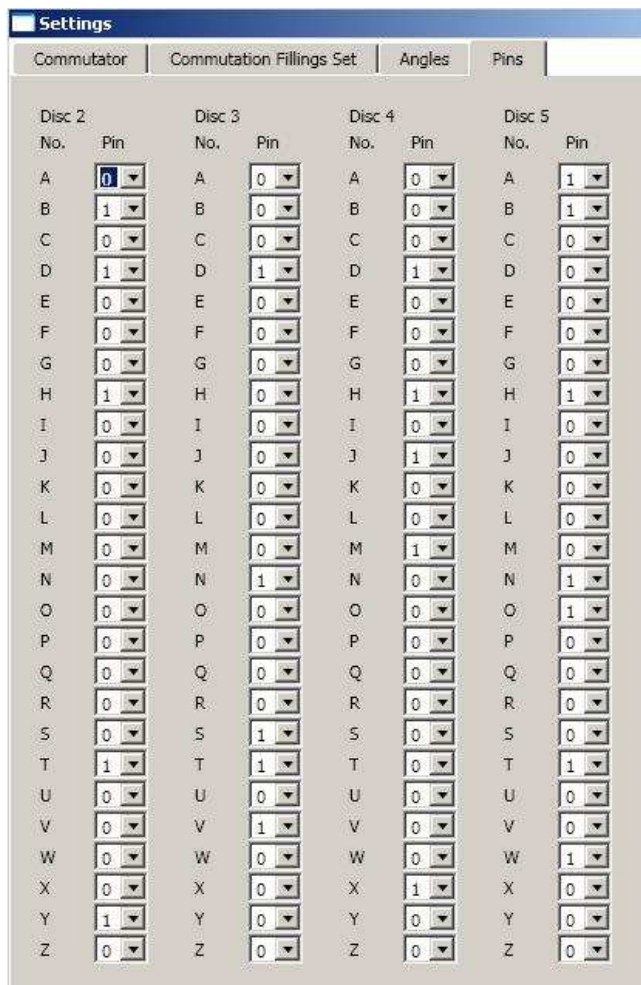 Settings
Commutator Commutation Fillings Set Angles Pins
Disc 2 Disc 3 Disc 4 Disc 5
No. Pin No. Pin No. Pin No. Pin
A 0 A 0 A 0 A 1
B 1 B 0 B 0 B 1
C 0 C 0 C 0 C 0
D 1 D 1 D 1 D 0
E 0 E 0 E 0 E 0
F 0 F 0 F 0 F 0
G 0 G 0 G 0 G 0
H 1 H 0 H 1 H 1
I 0 I 0 I 0 I 0
J 0 J 0 J 1 J 0
K 0 K 0 K 0 K 0
L 0 L 0 L 0 L 0
M 0 M 0 M 1 M 0
N 0 N 1 N 0 N 1
O 0 O 0 O 0 O 1
P 0 P 0 P 0 P 0
Q 0 Q 0 Q 0 Q 0
R 0 R 0 R 0 R 0
S 0 S 1 S 0 S 0
T 1 T 1 T 0 T 1
U 0 U 0 U 0 U 0
V 0 V 1 V 0 V 0
W 0 W 0 W 0 W 1
X 0 X 0 X 1 X 0
Y 1 Y 0 Y 0 Y 0
Z 0 Z 0 Z 0 Z 0